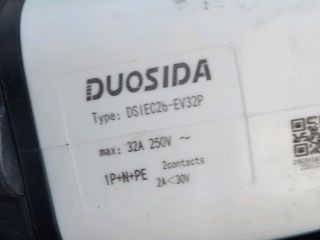 DUOSIDA
Type: DSIEC2b-EV32P
max: 32A 250V ～
1P+N+PE 2contacts
2A<30V